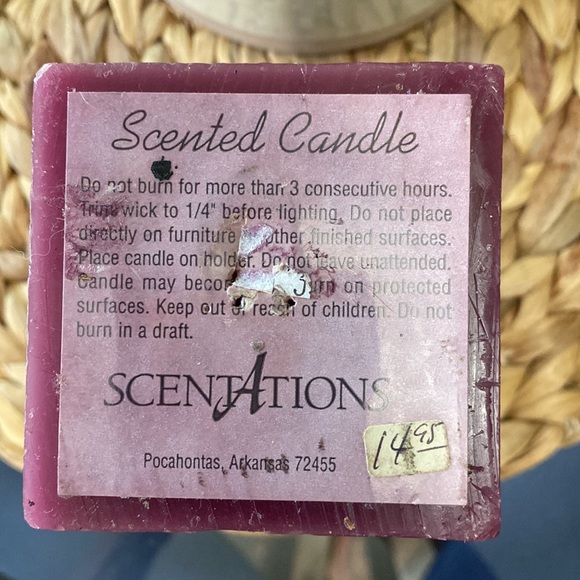 Scented Candle
Do not burn for more than 3 consecutive hours.
Trim wick to 1/4" before lighting. Do not place
directly on furniture other finished surfaces.
Place candle on holder. Do not leave unattended.
Candle may burn on protected
surfaces. Keep out of reach of children. Do not
burn in a draft.
SCENTATIONS
Pocahontas, Arkansas 72455
14 95